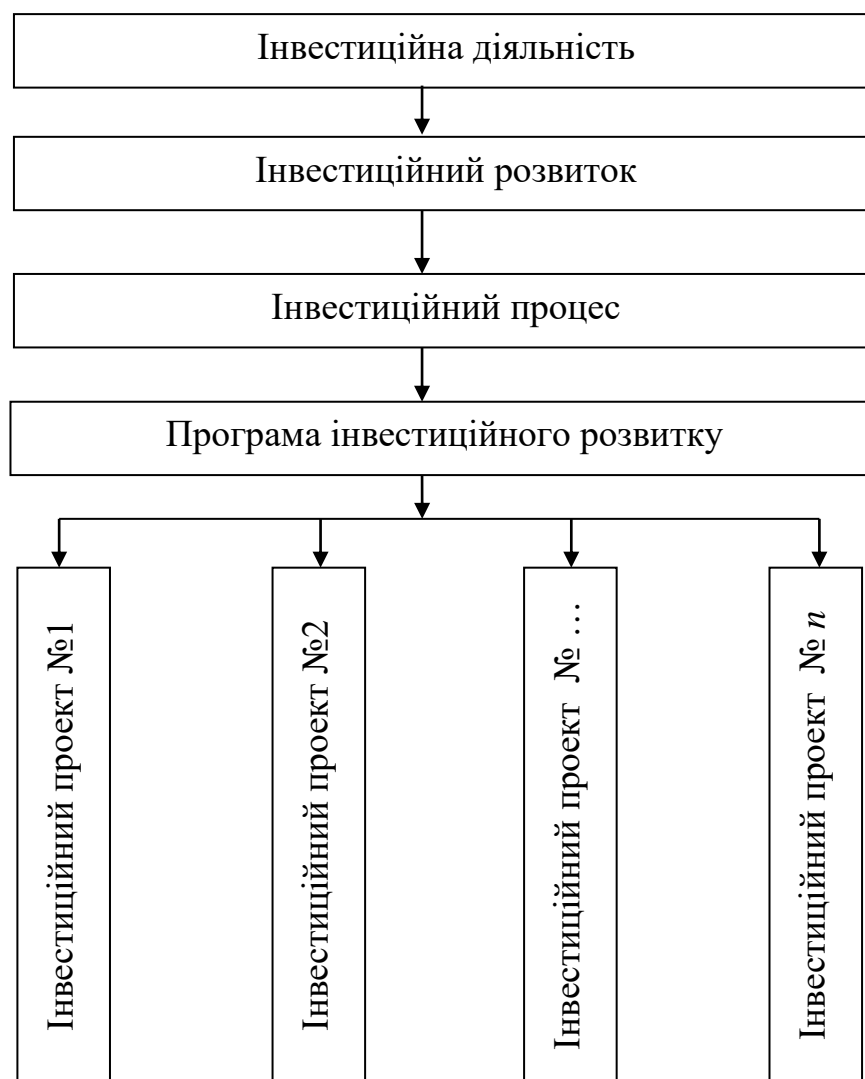 Інвестиційна діяльність
Інвестиційний розвиток
Інвестиційний процес
Програма інвестиційного розвитку
Інвестиційний проект №1
Інвестиційний проект №2
Інвестиційний проект № …
Інвестиційний проект № n